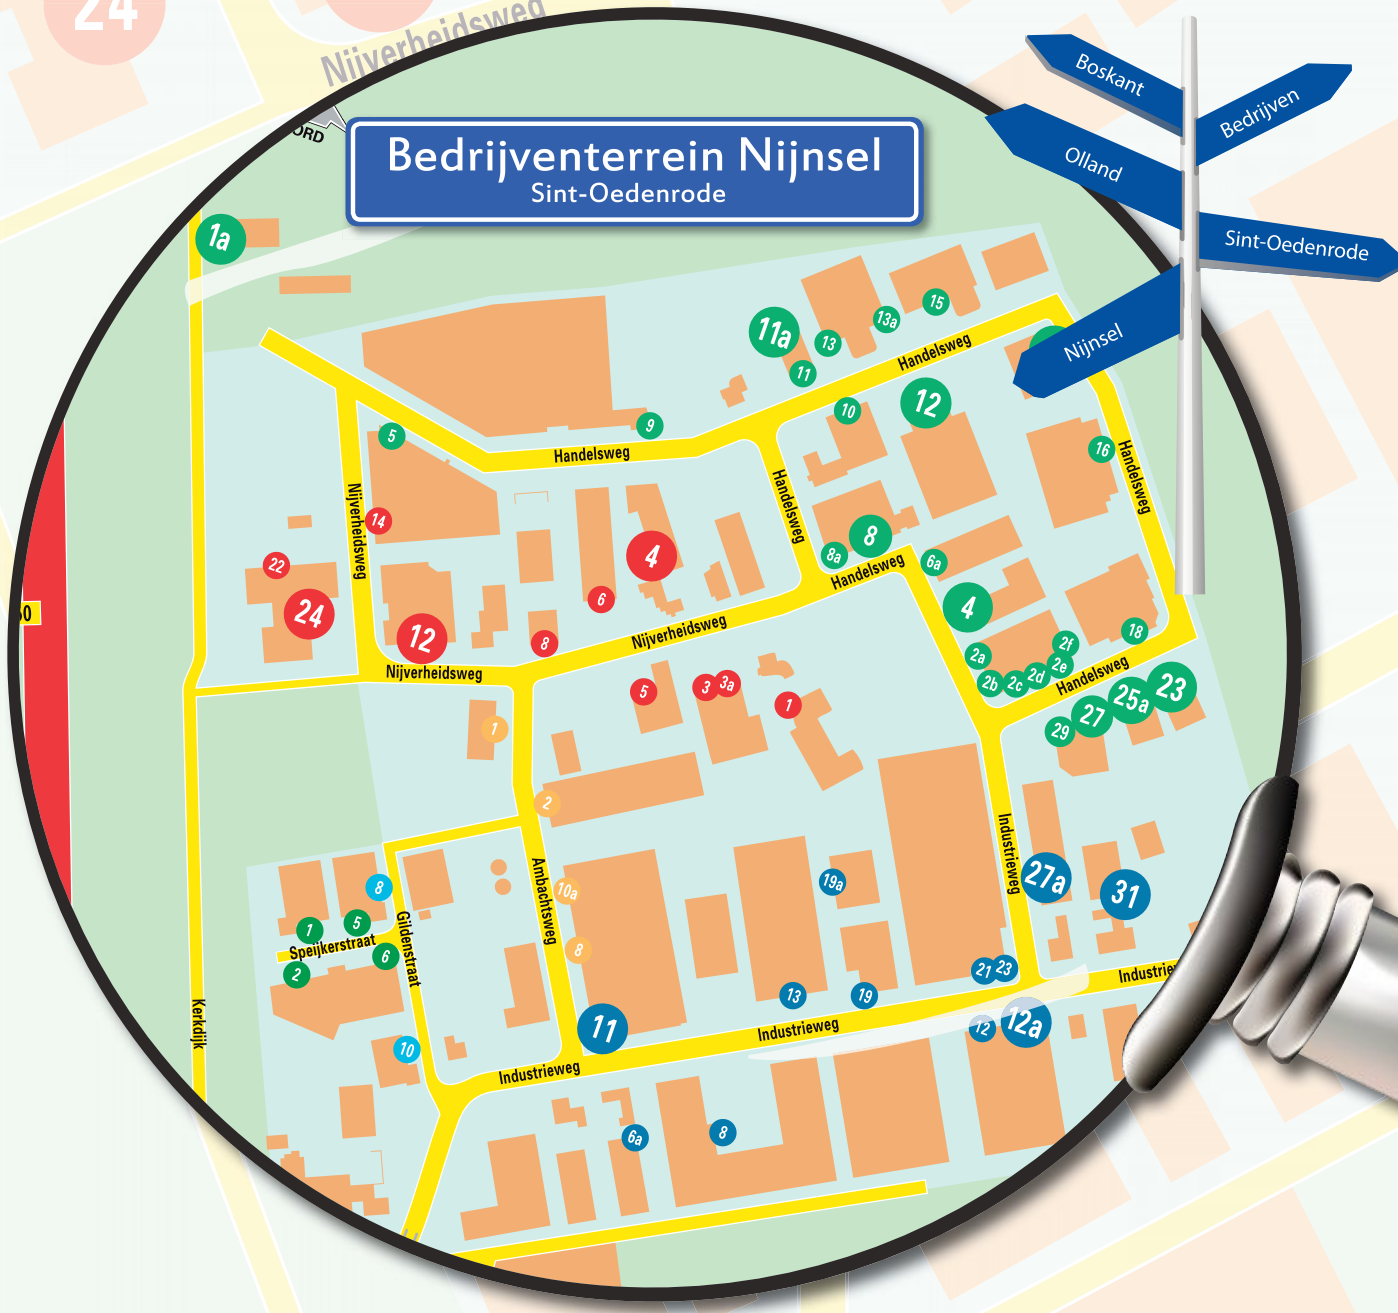 24
Nijverheidsweg
ORD
Bedrijventerrein Nijnsel
Sint-Oedenrode
Boskant
Bedrijven
Olland
Sint-Oedenrode
Nijnsel
1a
11a
13
13a
15
11
Handelsweg
10
12
9
5
Handelsweg
16
Handelsweg
Handelsweg
Nijverheidsweg
14
22
24
12
8
6
4
8a
8
6a
Handelsweg
4
Nijverheidsweg
Nijverheidsweg
2a
2b
2c
2d
2e
2f
18
Handelsweg
5
3
3a
1
29
27
25a
23
1
2
Ambachtsweg
10a
8
Industrieweg
19a
27a
31
8
1
5
Speijkerstraat
2
6
Gildenstraat
Kerkdijk
10
11
13
19
21
23
Industrieweg
Industrieweg
12
12a
6a
8